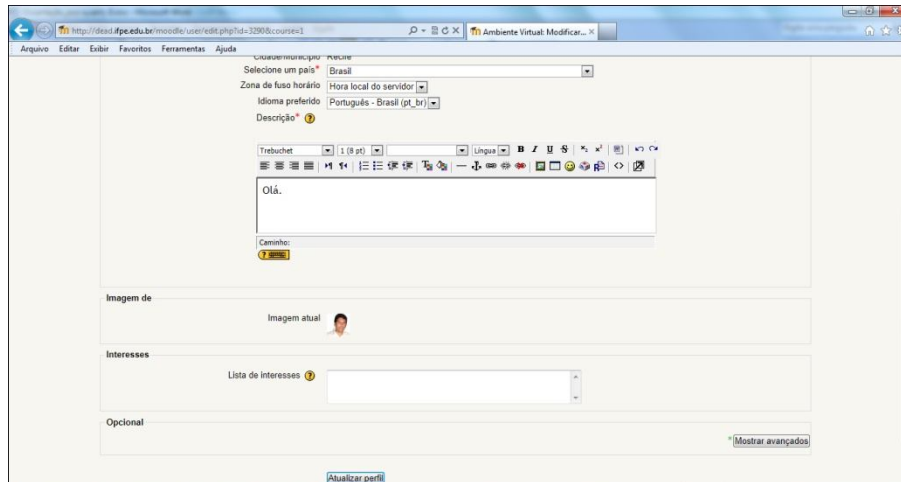 http://dead.ifpe.edu.br/moodle/user/edit.php?id=3290&course=1
Ambiente Virtual: Modificar...
Arquivo Editar Exibir Favoritos Ferramentas Ajuda
Cidade/Município Recife
Selecione um país* Brasil
Zona de fuso horário Hora local do servidor
Idioma preferido Português - Brasil (pt_br)
Descrição* ?
Trebuchet 1 (8 pt) Língua B I U S
Olá.
Caminho:
?
Imagem de
Imagem atual
Interesses
Lista de interesses ?
Opcional
* Mostrar avançados
Atualizar perfil